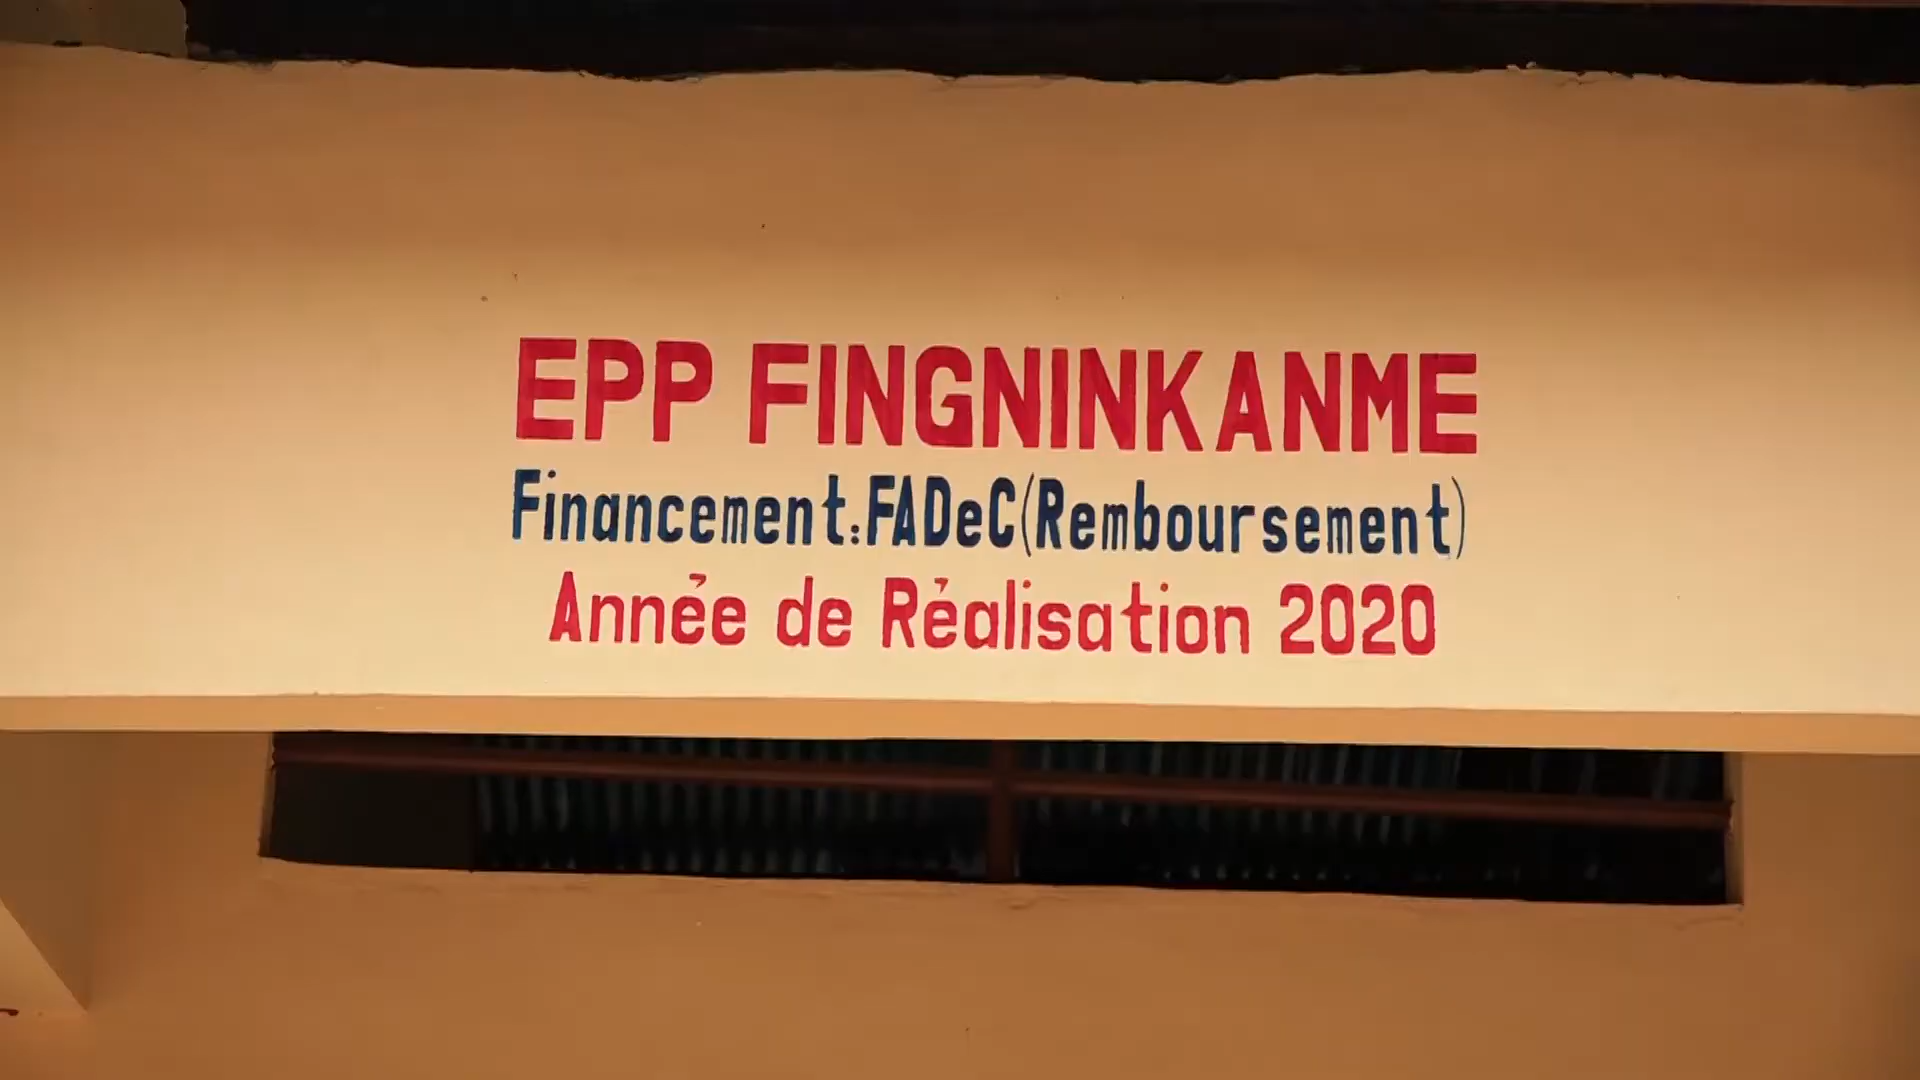 EPP FINGNINKANME
Financement:FADeC(Remboursement)
Année de Réalisation 2020